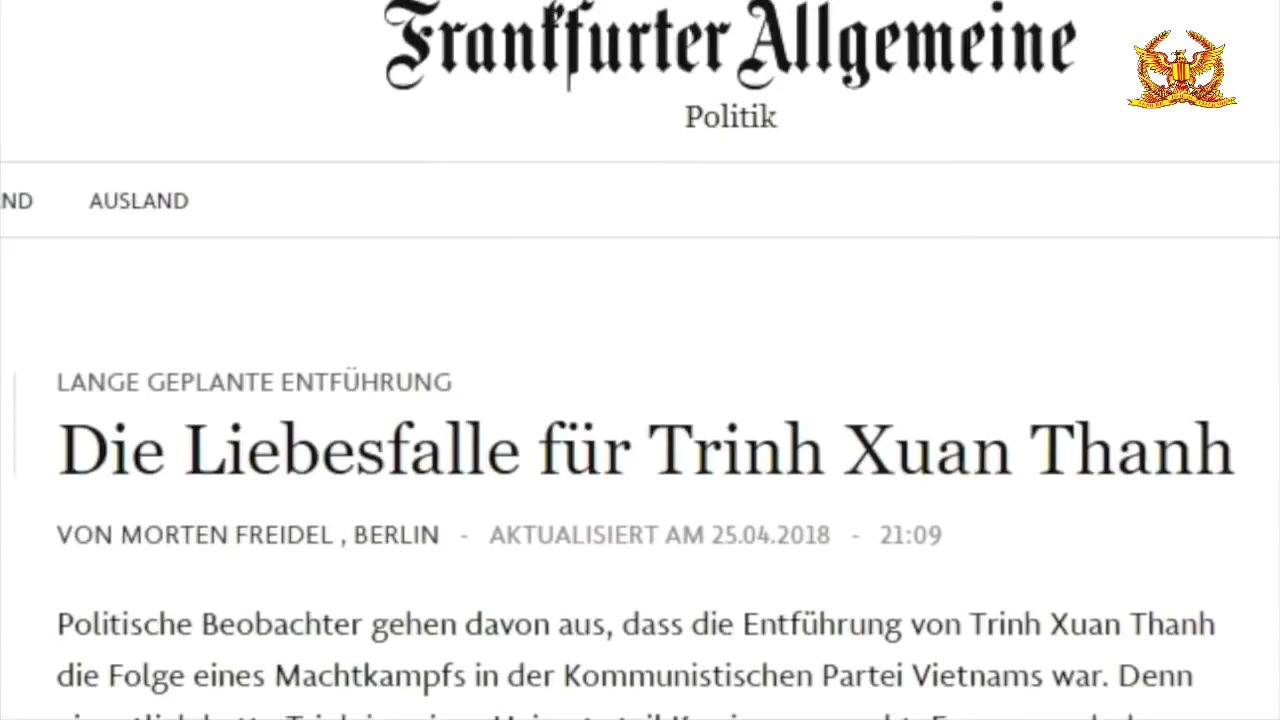 Frankfurter Allgemeine
Politik
AUSLAND
LANGE GEPLANTE ENTFÜHRUNG
Die Liebesfalle für Trinh Xuan Thanh
VON MORTEN FREIDEL , BERLIN - AKTUALISIERT AM 25.04.2018 - 21:09
Politische Beobachter gehen davon aus, dass die Entführung von Trinh Xuan Thanh
die Folge eines Machtkampfs in der Kommunistischen Partei Vietnams war. Denn